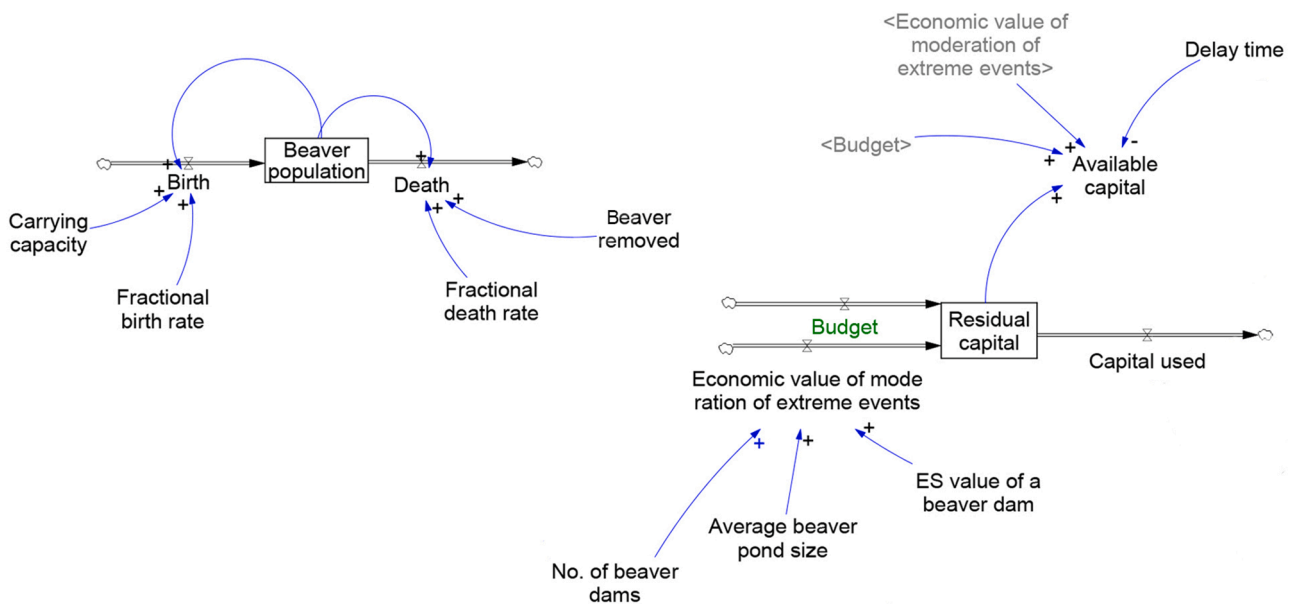 <Economic value of
moderation of
extreme events>
Delay time
<Budget>
-
+
+
Available
capital
+
Beaver
population
+
Birth
+
Death
+
+
+
+
+
Carrying
capacity
Beaver
removed
Fractional
birth rate
Fractional
death rate
Budget
Residual
capital
Capital used
Economic value of mode
ration of extreme events
+
+
+
ES value of a
beaver dam
Average beaver
pond size
No. of beaver
dams